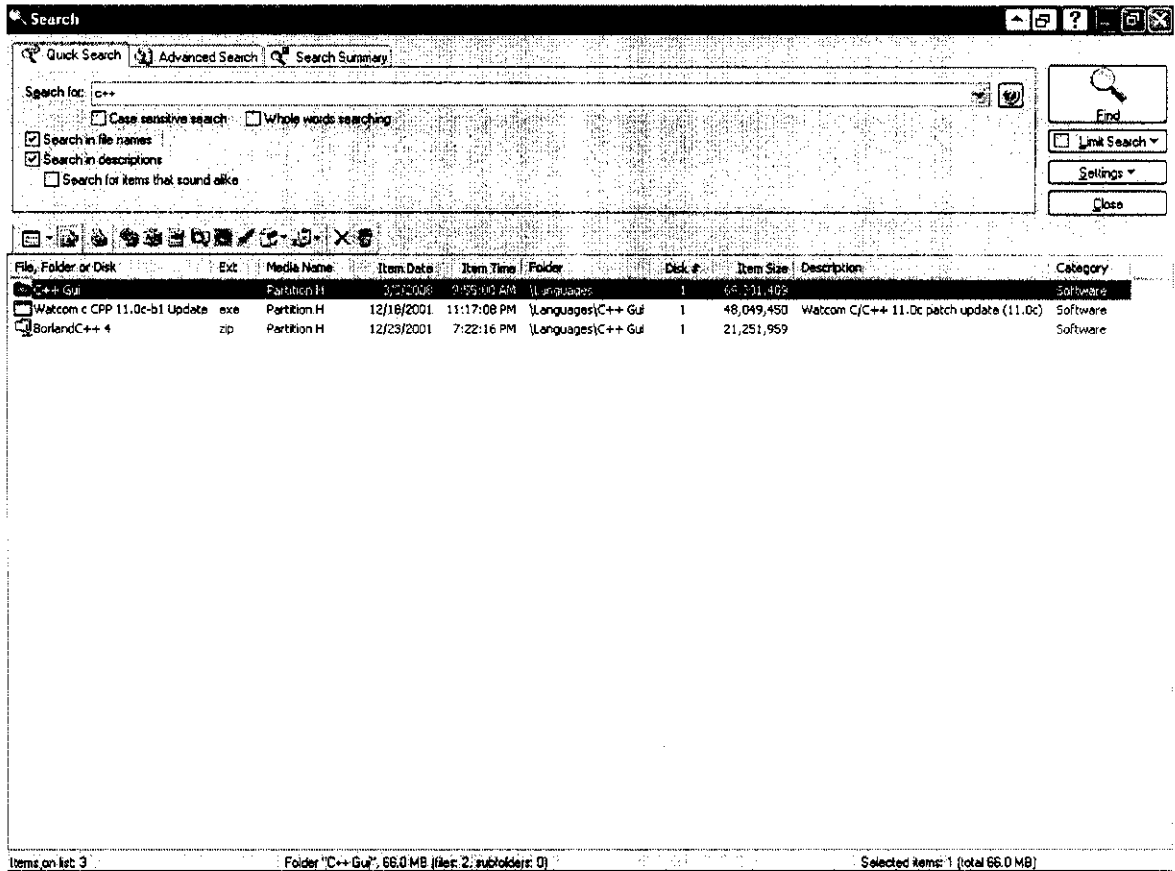 Search
Quick Search Advanced Search Search Summary
Search for: c++
Find
Case sensitive search Whole words searching
Search in file names
Limit Search
Search in descriptions
Search for items that sound alike
Settings
Close
File, Folder or Disk Ext Media Name Item Date Item Time Folder Disk # Item Size Description Category
C++ Gui Partition H 9:55:00 AM \Languages 1 Software
Watcom c CPP 11.0c-b1 Update exe Partition H 12/18/2001 11:17:08 PM \Languages\C++ Gui 1 48,049,450 Watcom C/C++ 11.0c patch update (11.0c) Software
BorlandC++ 4 zip Partition H 12/23/2001 7:22:16 PM \Languages\C++ Gui 1 21,251,959 Software
Items on list: 3 Folder "C++ Gui", 66.0 MB (files: 2, subfolders: 0) Selected items: 1 (total 66.0 MB)